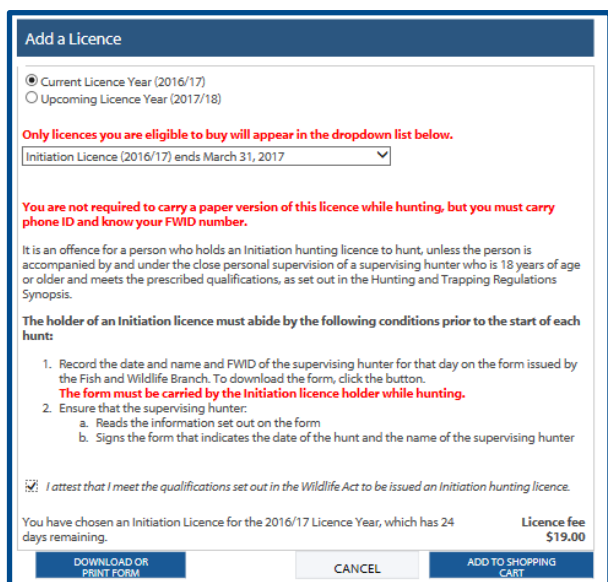 Add a Licence
Current Licence Year (2016/17)
Upcoming Licence Year (2017/18)
Only licences you are eligible to buy will appear in the dropdown list below.
Initiation Licence (2016/17) ends March 31, 2017
You are not required to carry a paper version of this licence while hunting, but you must carry
phone ID and know your FWID number.
It is an offence for a person who holds an Initiation hunting licence to hunt, unless the person is
accompanied by and under the close personal supervision of a supervising hunter who is 18 years of age
or older and meets the prescribed qualifications, as set out in the Hunting and Trapping Regulations
Synopsis.
The holder of an Initiation licence must abide by the following conditions prior to the start of each
hunt:
1. Record the date and name and FWID of the supervising hunter for that day on the form issued by
the Fish and Wildlife Branch. To download the form, click the button.
The form must be carried by the Initiation licence holder while hunting.
2. Ensure that the supervising hunter:
a. Reads the information set out on the form
b. Signs the form that indicates the date of the hunt and the name of the supervising hunter
I attest that I meet the qualifications set out in the Wildlife Act to be issued an Initiation hunting licence.
You have chosen an Initiation Licence for the 2016/17 Licence Year, which has 24 Licence fee
days remaining. $19.00
DOWNLOAD OR
PRINT FORM
CANCEL
ADD TO SHOPPING
CART